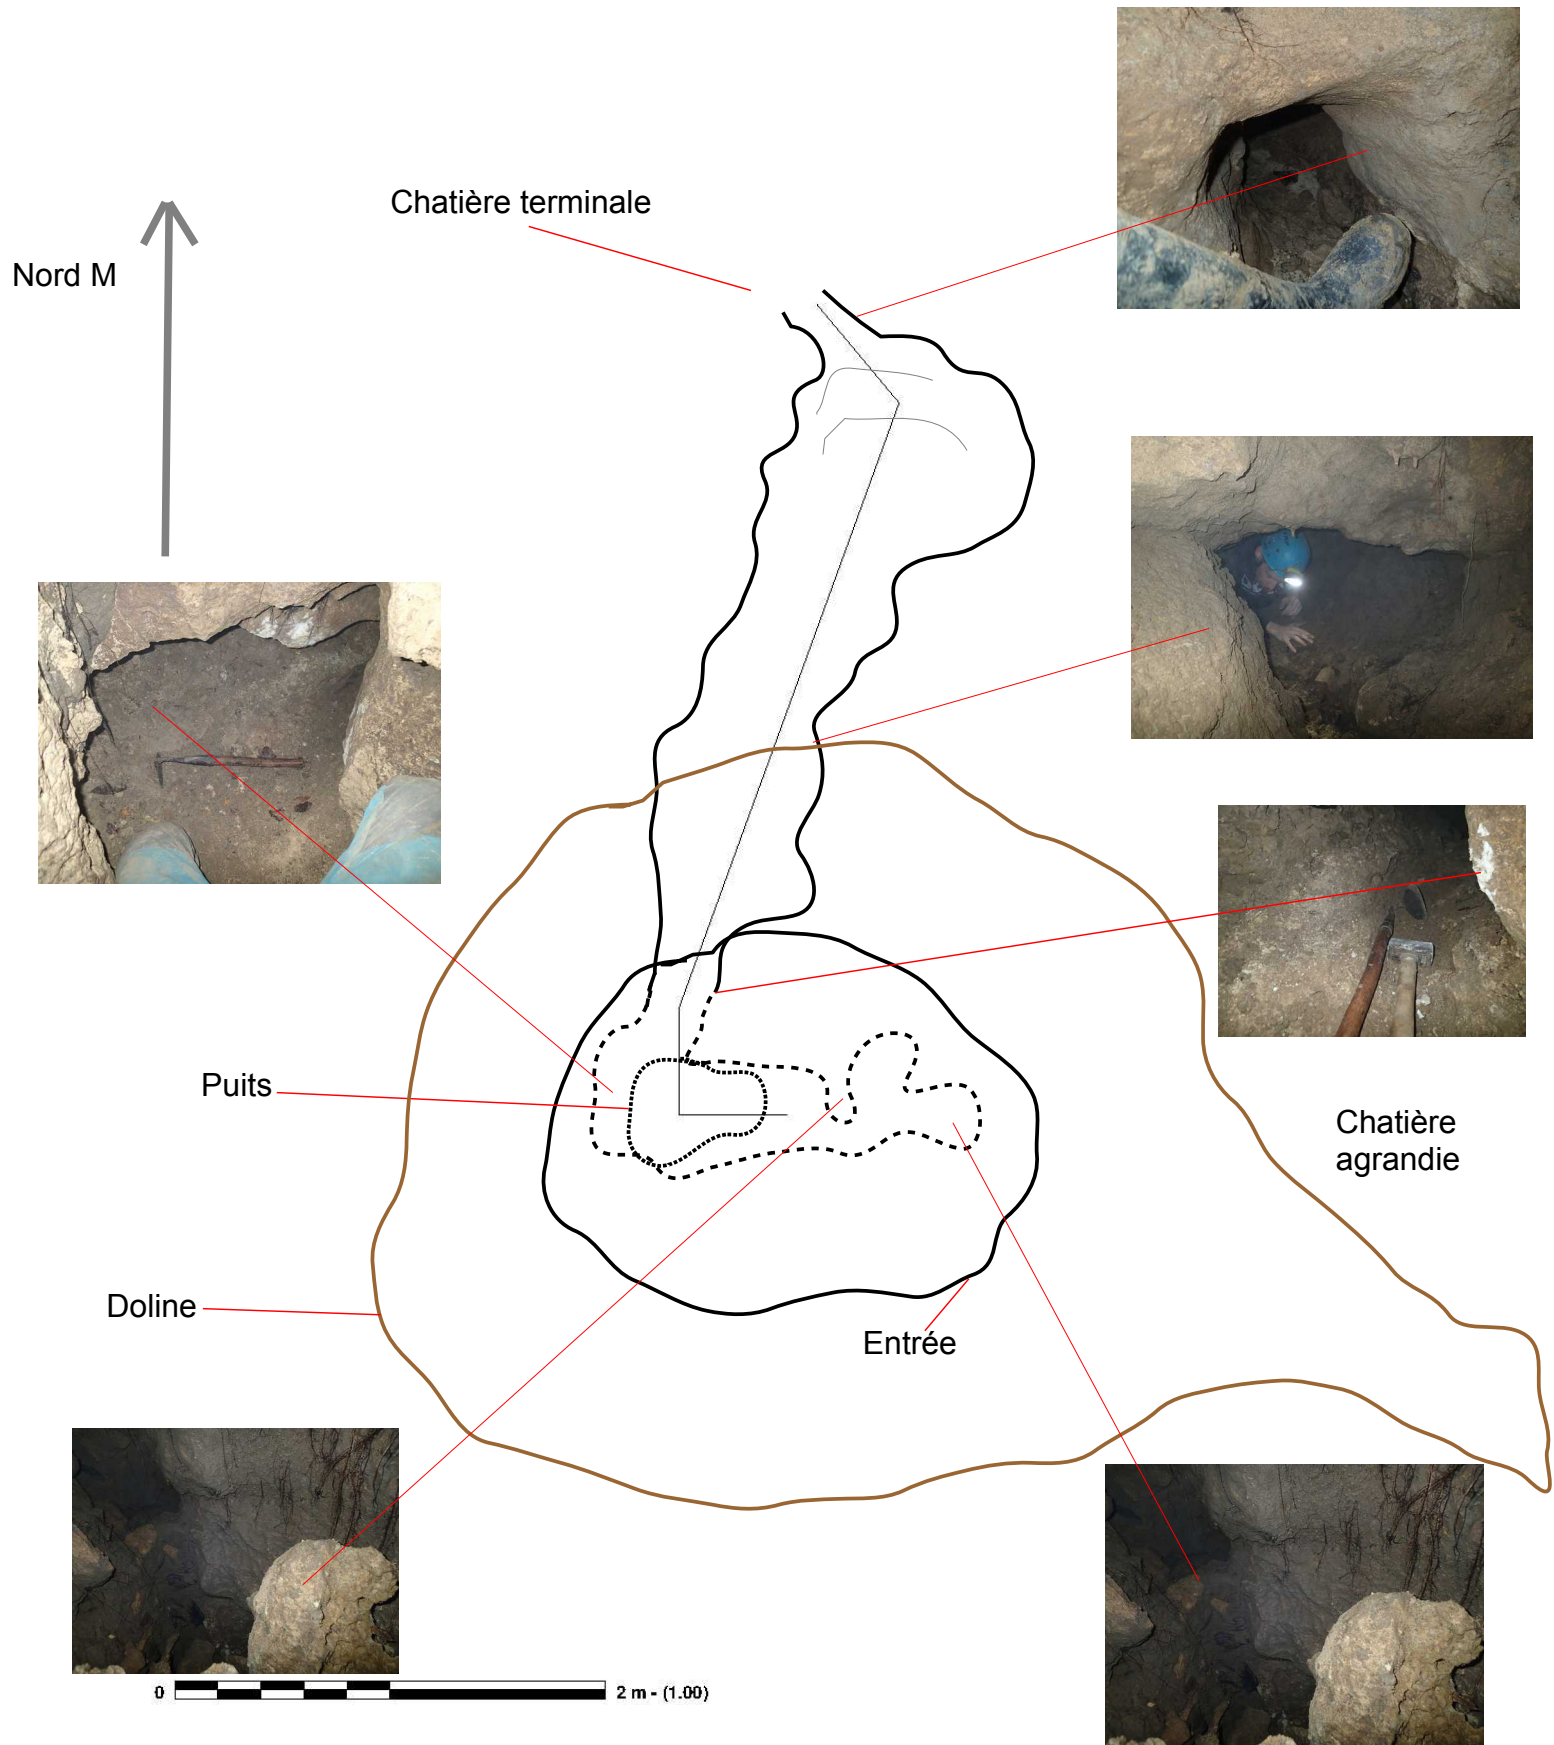 Chatière terminale
Nord M
Puits
Chatière
agrandie
Doline
Entrée
0 2 m - (1.00)